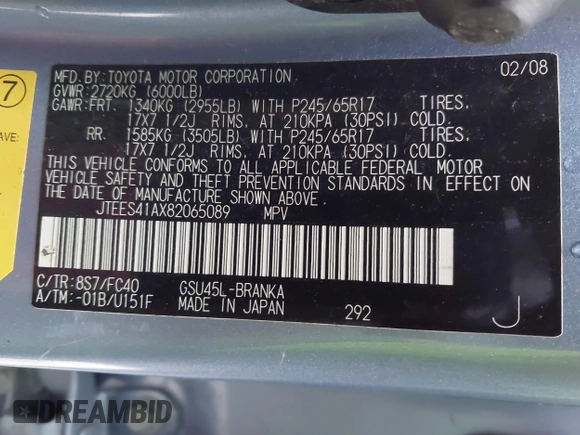 7
AVE:
MFD. BY: TOYOTA MOTOR CORPORATION 02/08
GVWR: 2720KG (6000LB)
GAWR: FRT. 1340KG (2955LB) WITH P245/65R17 TIRES,
17X7 1/2J RIMS, AT 210KPA (30PSI) COLD.
RR. 1585KG (3505LB) WITH P245/65R17 TIRES,
17X7 1/2J RIMS, AT 210KPA (30PSI) COLD.
THIS VEHICLE CONFORMS TO ALL APPLICABLE FEDERAL MOTOR
VEHICLE SAFETY AND THEFT PREVENTION STANDARDS IN EFFECT ON
THE DATE OF MANUFACTURE SHOWN ABOVE.
JTEES41AX82065089 MPV
C/TR: 8S7/FC40 GSU45L-BRANKA
A/TM: -01B/U151F MADE IN JAPAN 292 J
DREAMBID